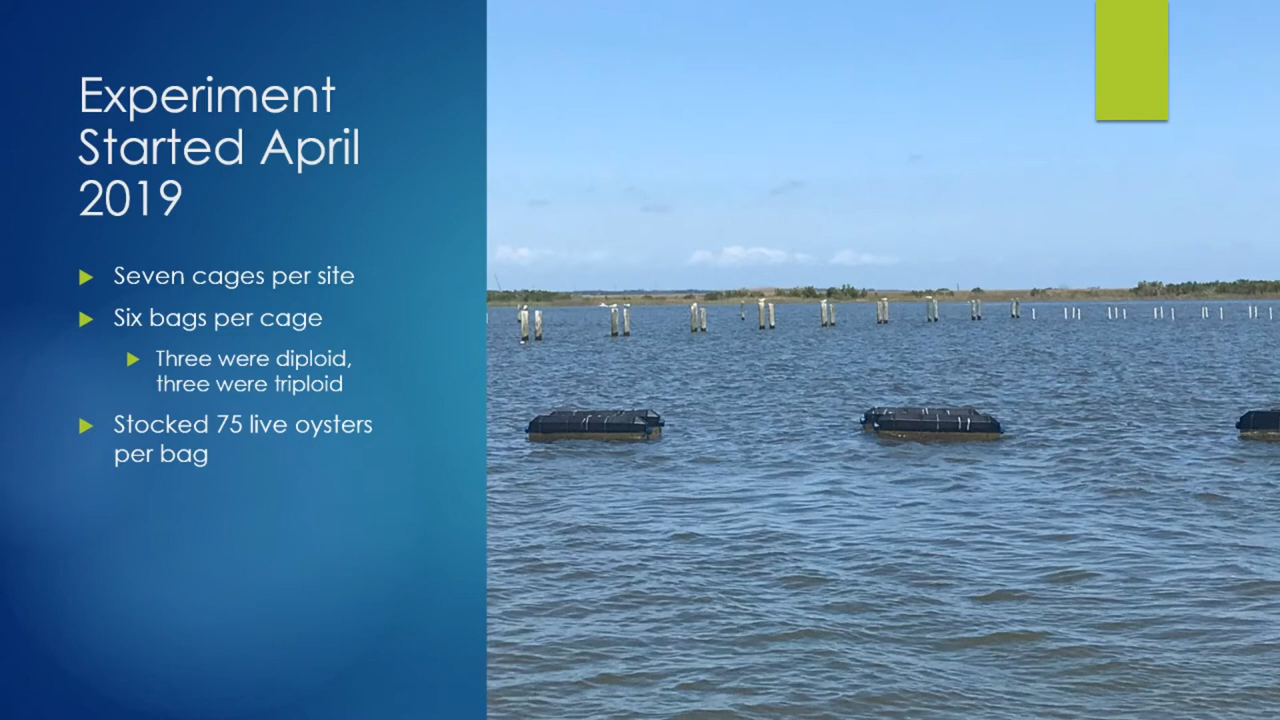 Experiment
Started April
2019
Seven cages per site
Six bags per cage
Three were diploid,
three were triploid
Stocked 75 live oysters
per bag